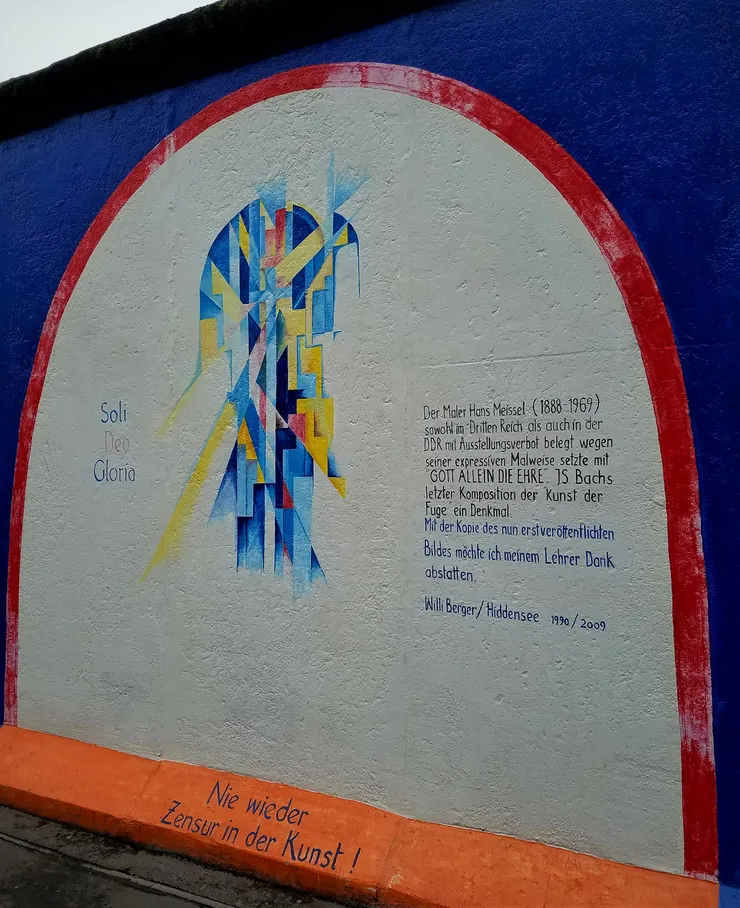 Soli
Deo
Gloria
Der Maler Hans Meissel (1888-1969)
sowohl im Dritten Reich als auch in der
DDR mit Ausstellungsverbot belegt wegen
seiner expressiven Malweise setzte mit
"GOTT ALLEIN DIE EHRE", JS Bachs
letzter Komposition der "Kunst der
Fuge" ein Denkmal.
Mit der Kopie des nun erstveröffentlichten
Bildes möchte ich meinem Lehrer Dank
abstatten.
Willi Berger/Hiddensee 1990/2009
Nie wieder
Zensur in der Kunst!